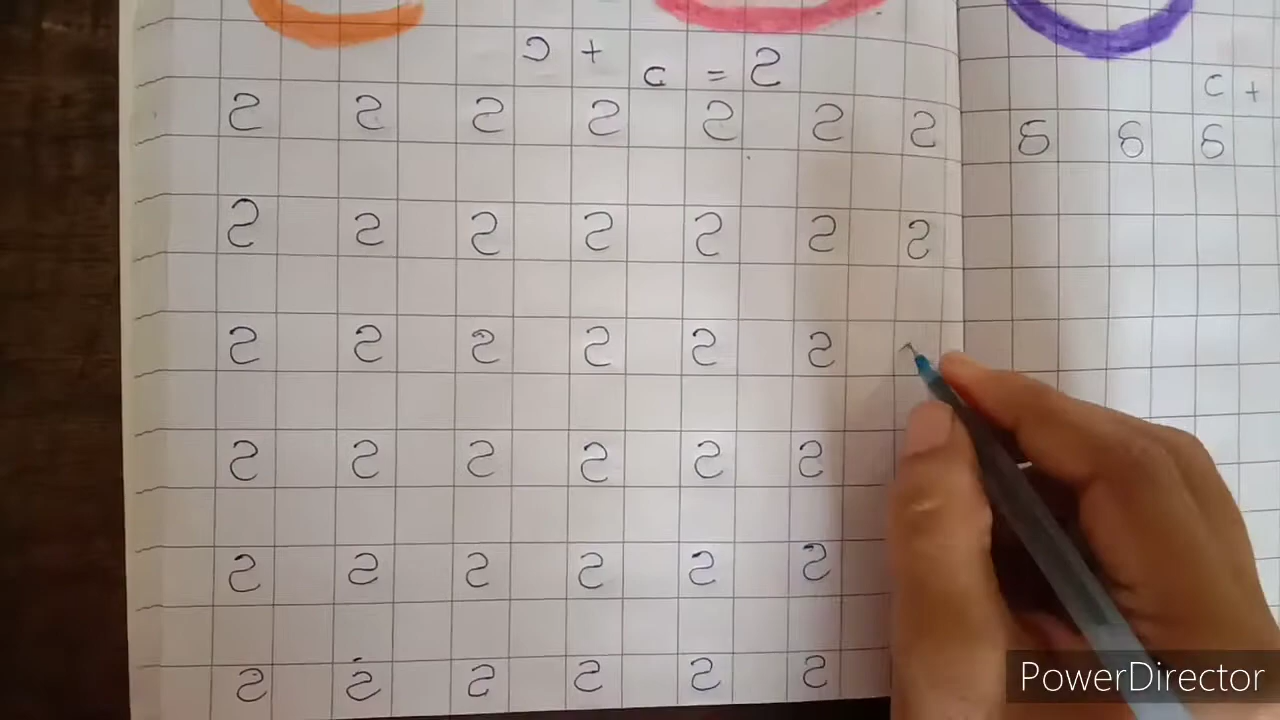 ɔ + c = ટ
ટ ટ ટ ટ ટ ટ ટ
ટ ટ ટ ટ ટ ટ ટ
ટ ટ ટ ટ ટ ટ
ટ ટ ટ ટ ટ ટ
ટ ટ ટ ટ ટ ટ
ટ ટ ટ ટ ટ ટ
c +
ઠ ઠ ઠ
PowerDirector